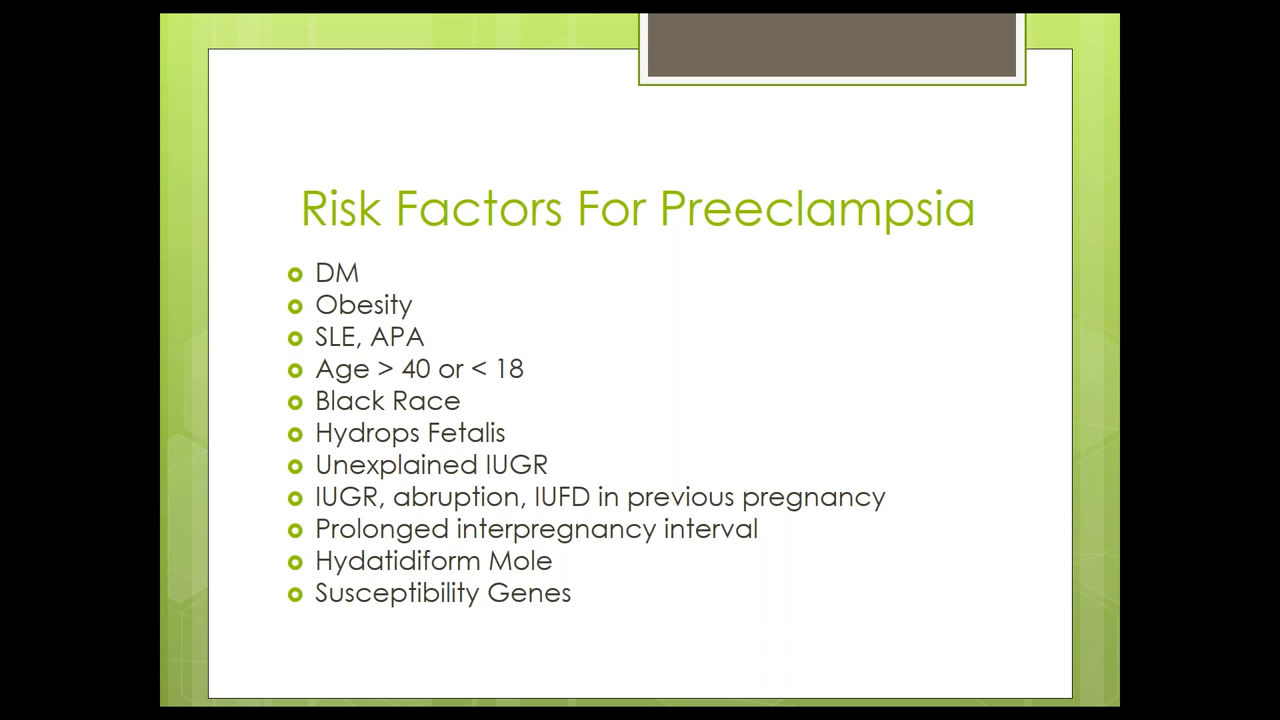 Risk Factors For Preeclampsia
DM
Obesity
SLE, APA
Age > 40 or < 18
Black Race
Hydrops Fetalis
Unexplained IUGR
IUGR, abruption, IUFD in previous pregnancy
Prolonged interpregnancy interval
Hydatidiform Mole
Susceptibility Genes